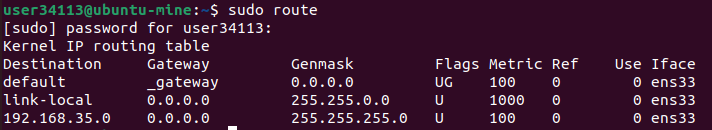 user34113@ubuntu-mine:~$ sudo route
[sudo] password for user34113:
Kernel IP routing table
Destination     Gateway         Genmask         Flags Metric Ref    Use Iface
default         _gateway        0.0.0.0         UG    100    0        0 ens33
link-local      0.0.0.0         255.255.0.0     U     1000   0        0 ens33
192.168.35.0    0.0.0.0         255.255.255.0   U     100    0        0 ens33